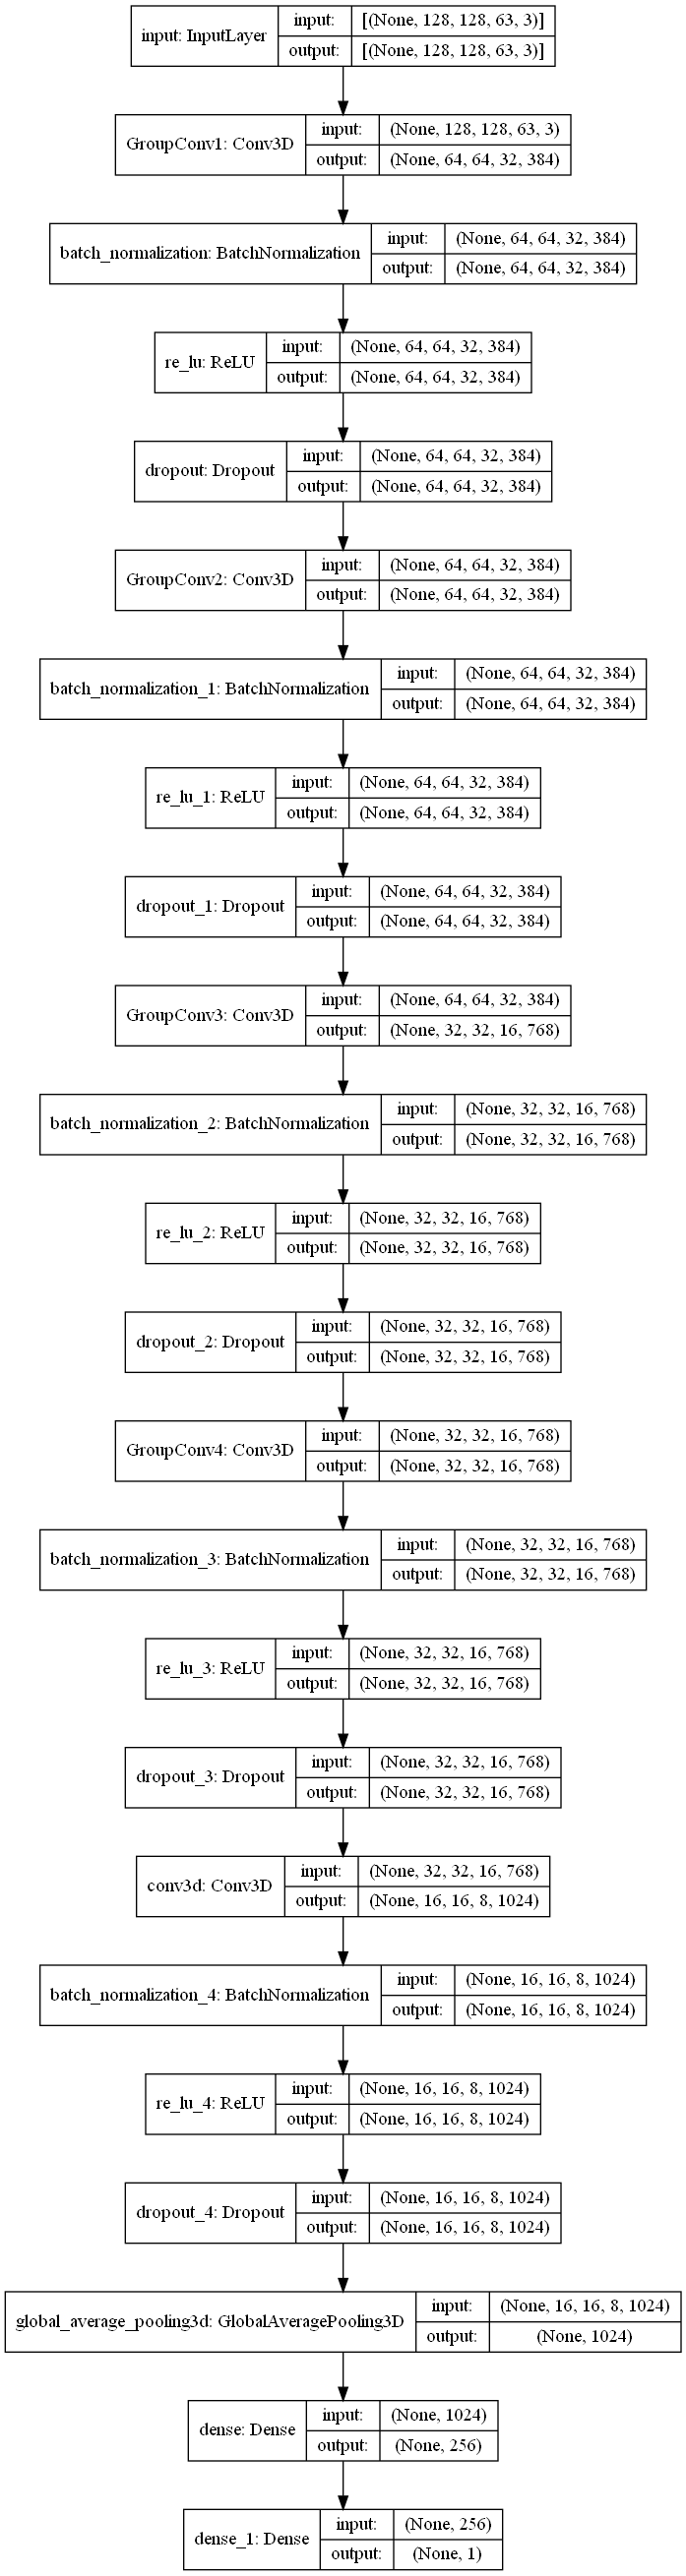 input: InputLayer
input: [(None, 128, 128, 63, 3)]
output: [(None, 128, 128, 63, 3)]
GroupConv1: Conv3D
input: (None, 128, 128, 63, 3)
output: (None, 64, 64, 32, 384)
batch_normalization: BatchNormalization
input: (None, 64, 64, 32, 384)
output: (None, 64, 64, 32, 384)
re_lu: ReLU
input: (None, 64, 64, 32, 384)
output: (None, 64, 64, 32, 384)
dropout: Dropout
input: (None, 64, 64, 32, 384)
output: (None, 64, 64, 32, 384)
GroupConv2: Conv3D
input: (None, 64, 64, 32, 384)
output: (None, 64, 64, 32, 384)
batch_normalization_1: BatchNormalization
input: (None, 64, 64, 32, 384)
output: (None, 64, 64, 32, 384)
re_lu_1: ReLU
input: (None, 64, 64, 32, 384)
output: (None, 64, 64, 32, 384)
dropout_1: Dropout
input: (None, 64, 64, 32, 384)
output: (None, 64, 64, 32, 384)
GroupConv3: Conv3D
input: (None, 64, 64, 32, 384)
output: (None, 32, 32, 16, 768)
batch_normalization_2: BatchNormalization
input: (None, 32, 32, 16, 768)
output: (None, 32, 32, 16, 768)
re_lu_2: ReLU
input: (None, 32, 32, 16, 768)
output: (None, 32, 32, 16, 768)
dropout_2: Dropout
input: (None, 32, 32, 16, 768)
output: (None, 32, 32, 16, 768)
GroupConv4: Conv3D
input: (None, 32, 32, 16, 768)
output: (None, 32, 32, 16, 768)
batch_normalization_3: BatchNormalization
input: (None, 32, 32, 16, 768)
output: (None, 32, 32, 16, 768)
re_lu_3: ReLU
input: (None, 32, 32, 16, 768)
output: (None, 32, 32, 16, 768)
dropout_3: Dropout
input: (None, 32, 32, 16, 768)
output: (None, 32, 32, 16, 768)
conv3d: Conv3D
input: (None, 32, 32, 16, 768)
output: (None, 16, 16, 8, 1024)
batch_normalization_4: BatchNormalization
input: (None, 16, 16, 8, 1024)
output: (None, 16, 16, 8, 1024)
re_lu_4: ReLU
input: (None, 16, 16, 8, 1024)
output: (None, 16, 16, 8, 1024)
dropout_4: Dropout
input: (None, 16, 16, 8, 1024)
output: (None, 16, 16, 8, 1024)
global_average_pooling3d: GlobalAveragePooling3D
input: (None, 16, 16, 8, 1024)
output: (None, 1024)
dense: Dense
input: (None, 1024)
output: (None, 256)
dense_1: Dense
input: (None, 256)
output: (None, 1)